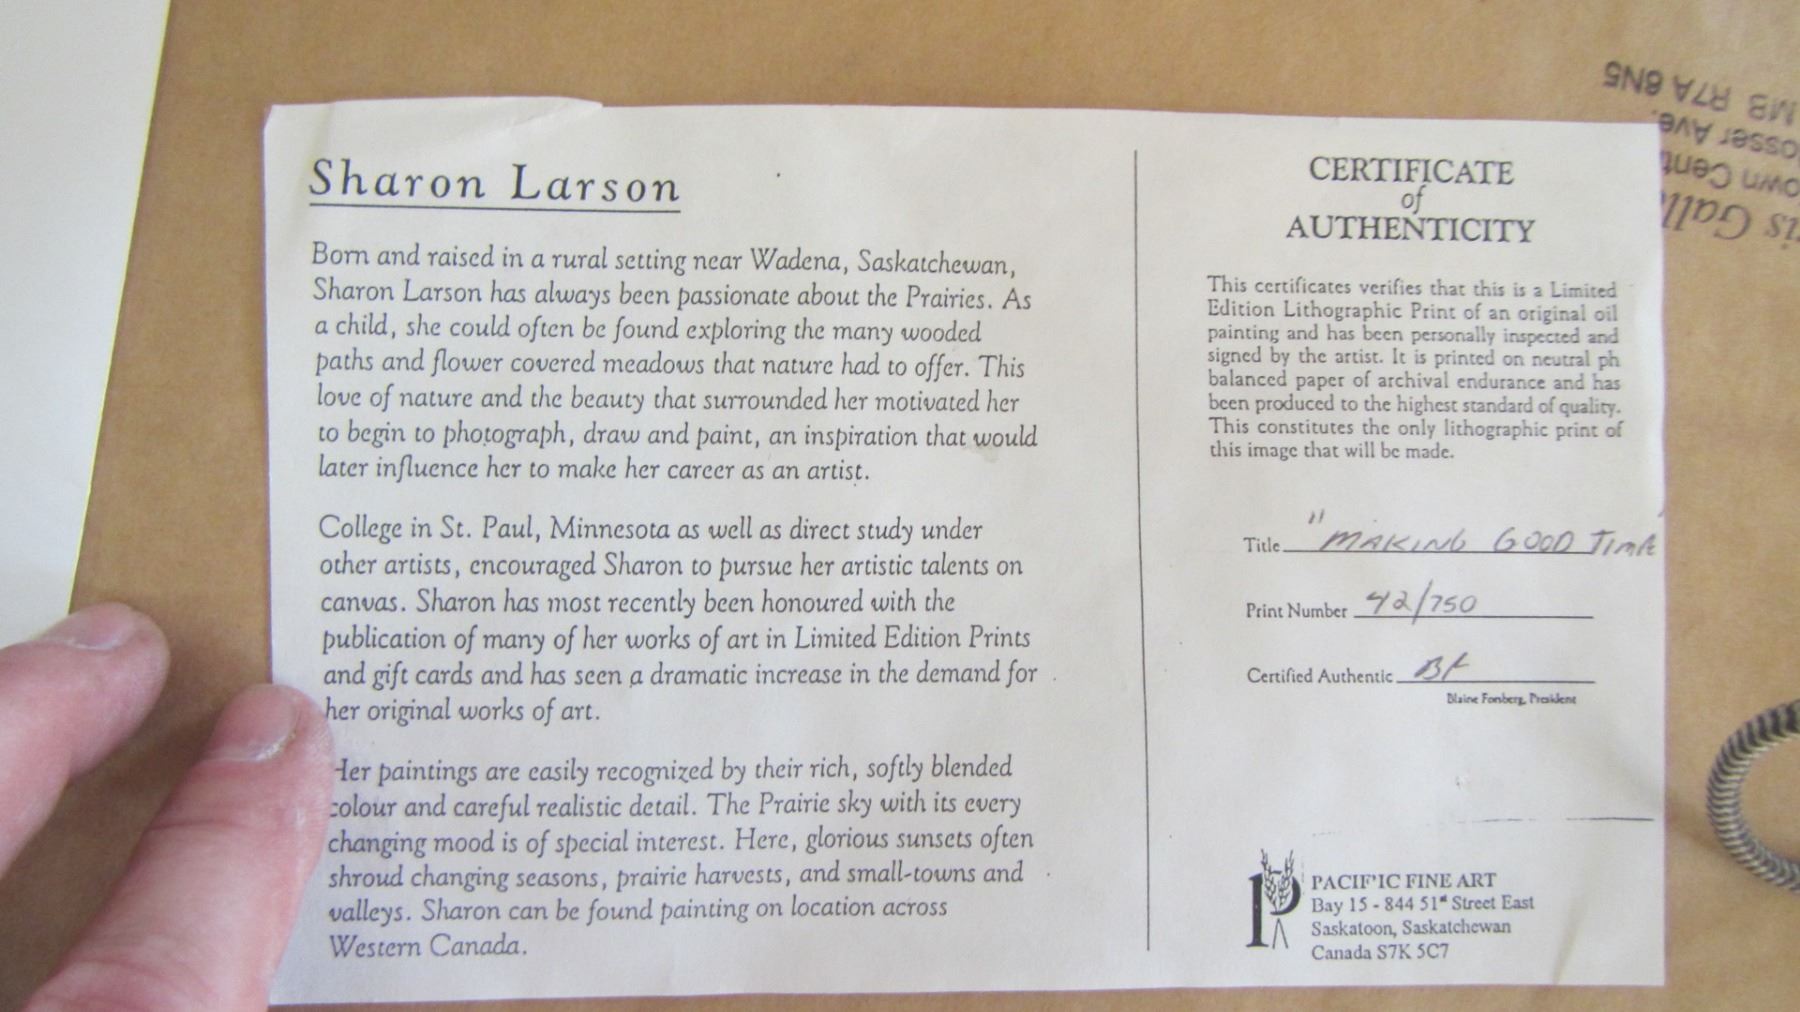 Sharon Larson
Born and raised in a rural setting near Wadena, Saskatchewan,
Sharon Larson has always been passionate about the Prairies. As
a child, she could often be found exploring the many wooded
paths and flower covered meadows that nature had to offer. This
love of nature and the beauty that surrounded her motivated her
to begin to photograph, draw and paint, an inspiration that would
later influence her to make her career as an artist.
College in St. Paul, Minnesota as well as direct study under
other artists, encouraged Sharon to pursue her artistic talents on
canvas. Sharon has most recently been honoured with the
publication of many of her works of art in Limited Edition Prints
and gift cards and has seen a dramatic increase in the demand for
her original works of art.
Her paintings are easily recognized by their rich, softly blended
colour and careful realistic detail. The Prairie sky with its every
changing mood is of special interest. Here, glorious sunsets often
shroud changing seasons, prairie harvests, and small-towns and
valleys. Sharon can be found painting on location across
Western Canada.
CERTIFICATE
of
AUTHENTICITY
This certificates verifies that this is a Limited
Edition Lithographic Print of an original oil
painting and has been personally inspected and
signed by the artist. It is printed on neutral ph
balanced paper of archival endurance and has
been produced to the highest standard of quality.
This constitutes the only lithographic print of
this image that will be made.
Title "MAKING GOOD TIME"
Print Number 42/750
Certified Authentic BF
Blaine Fonberg, President
PACIFIC FINE ART
Bay 15 - 844 51st Street East
Saskatoon, Saskatchewan
Canada S7K 5C7
MB R7A 6N5